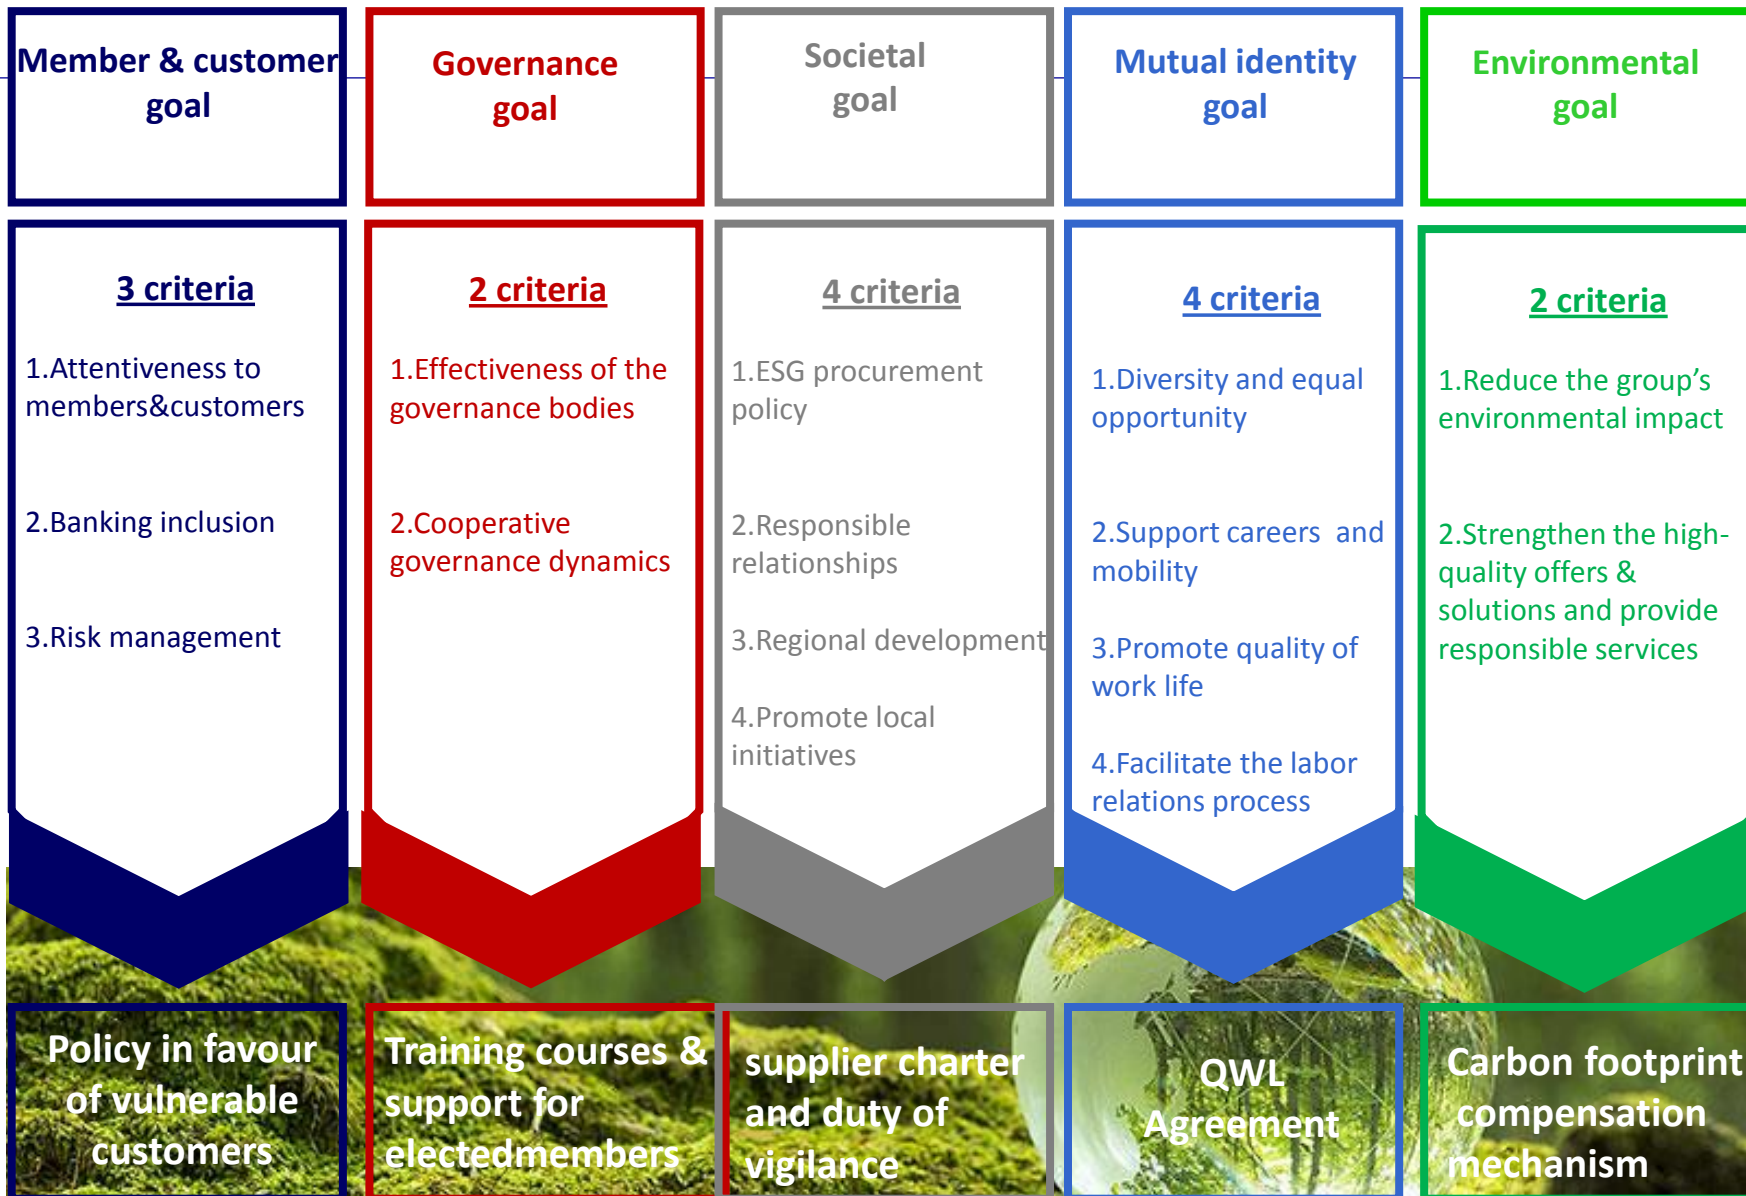 Member & customer
goal
Governance
goal
Societal
goal
Mutual identity
goal
Environmental
goal
3 criteria
1.Attentiveness to
members&customers
2.Banking inclusion
3.Risk management
2 criteria
1.Effectiveness of the
governance bodies
2.Cooperative
governance dynamics
4 criteria
1.ESG procurement
policy
2.Responsible
relationships
3.Regional development
4.Promote local
initiatives
4 criteria
1.Diversity and equal
opportunity
2.Support careers  and
mobility
3.Promote quality of
work life
4.Facilitate the labor
relations process
2 criteria
1.Reduce the group’s
environmental impact
2.Strengthen the high-
quality offers &
solutions and provide
responsible services
Policy in favour
of vulnerable
customers
Training courses &
support for
electedmembers
supplier charter
and duty of
vigilance
QWL
Agreement
Carbon footprint
compensation
mechanism